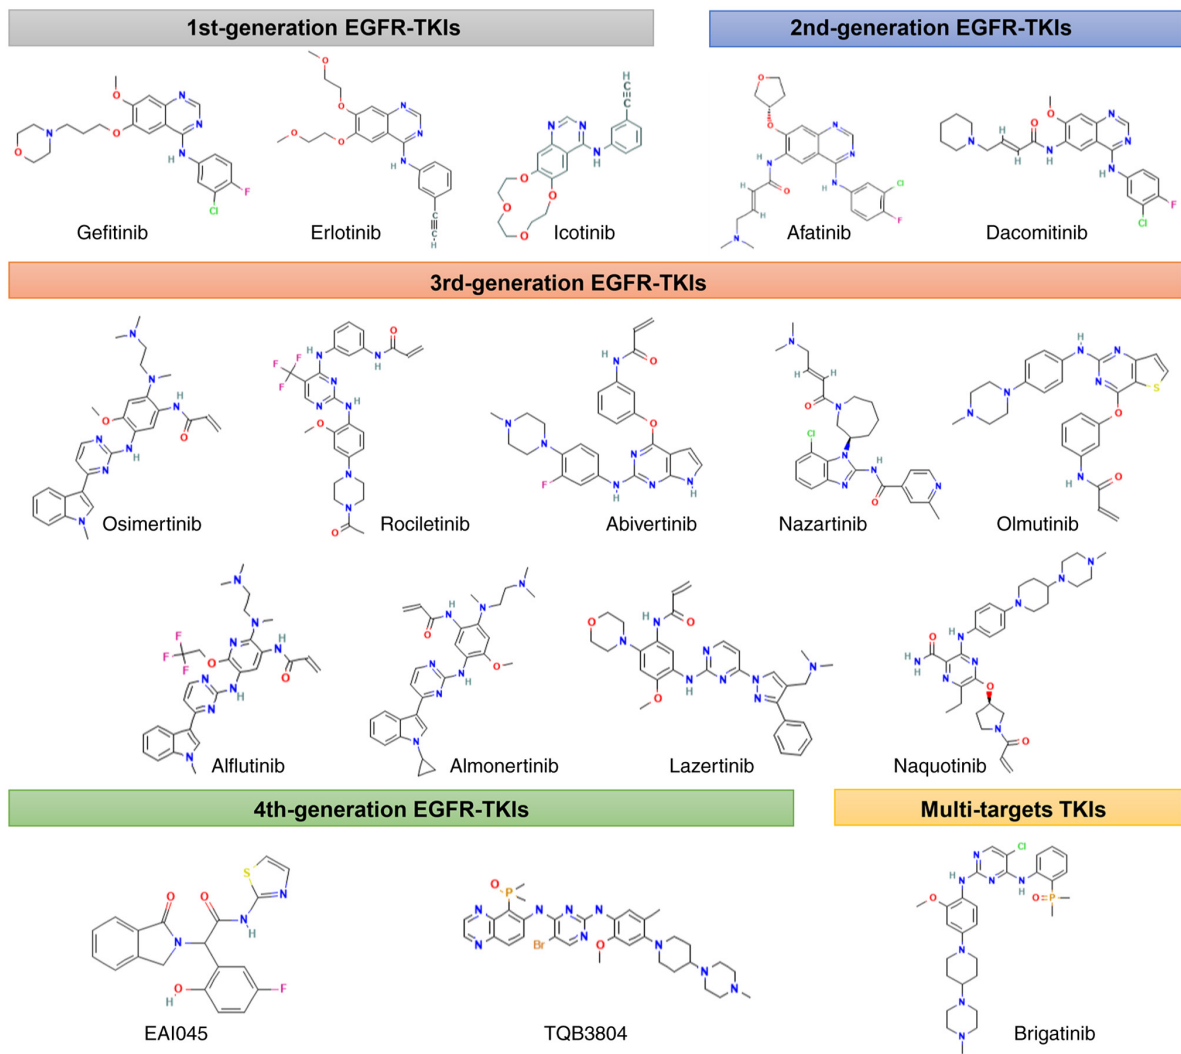 1st-generation EGFR-TKIs
2nd-generation EGFR-TKIs
Gefitinib
Erlotinib
Icotinib
Afatinib
Dacomitinib
3rd-generation EGFR-TKIs
Osimertinib
Rociletinib
Abivertinib
Nazartinib
Olmutinib
Alflutinib
Almonertinib
Lazertinib
Naquotinib
4th-generation EGFR-TKIs
Multi-targets TKIs
EAI045
TQB3804
Brigatinib